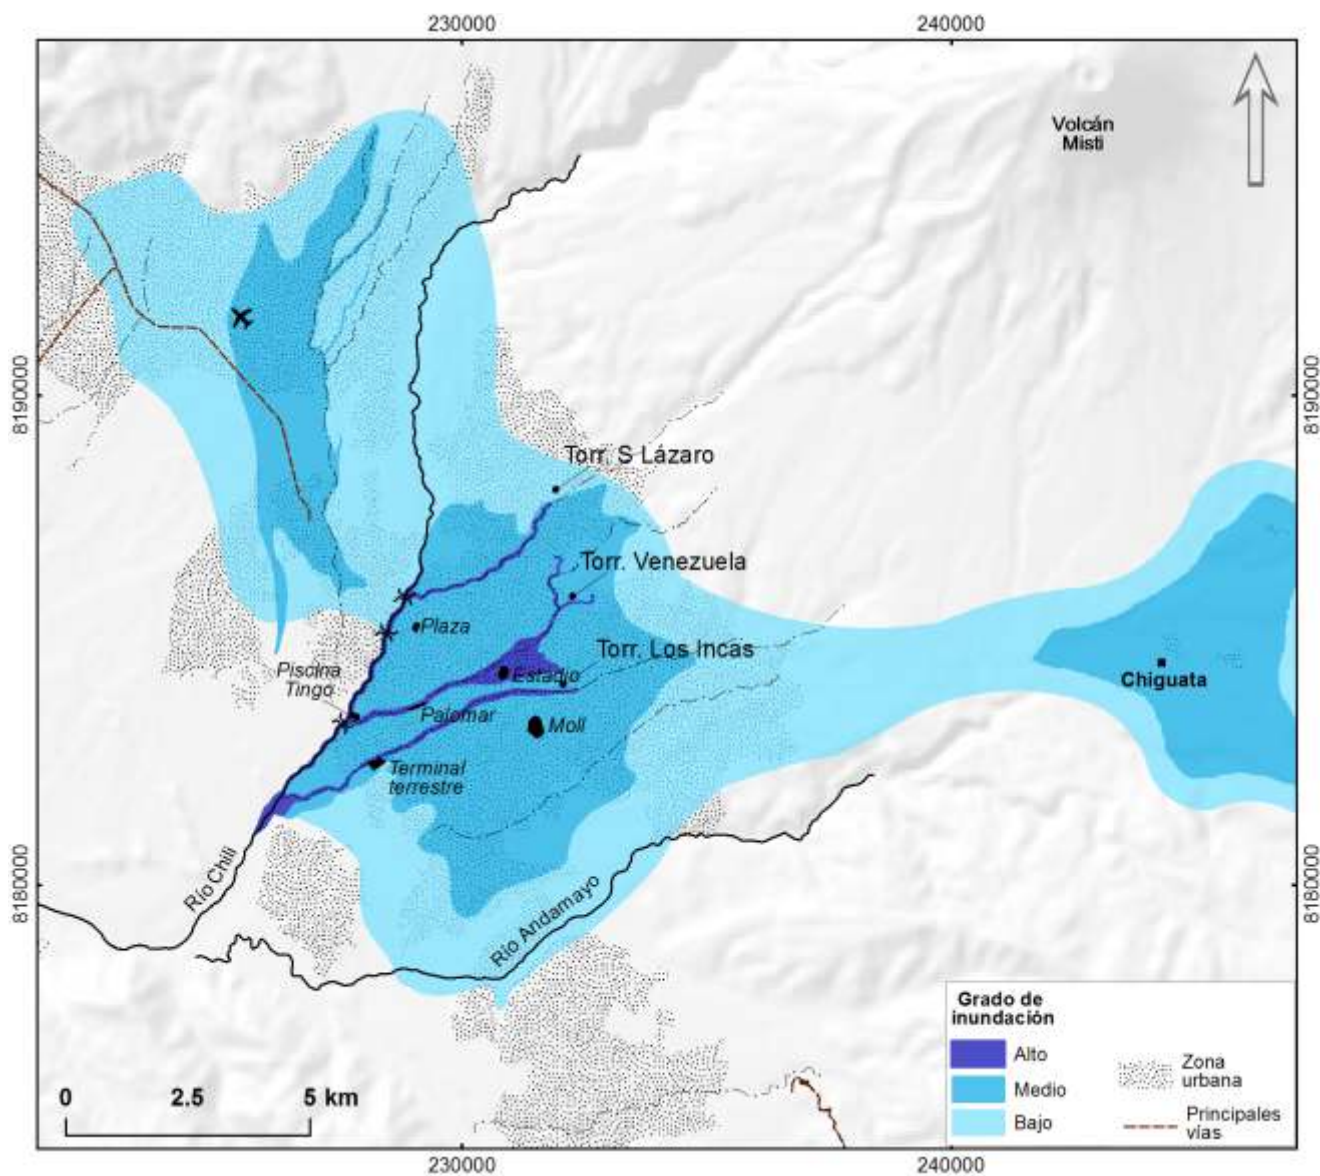 230000
240000
Volcán
Misti
8190000
8190000
Torr. S Lázaro
Torr. Venezuela
Plaza
Torr. Los Incas
Piscina
Tingo
Estadio
Chiguata
Palomar
Moll
Terminal
terrestre
Río Chili
Río Andamayo
8180000
8180000
Grado de
inundación
Alto
Medio
Bajo
Zona
urbana
Principales
vías
0
2.5
5 km
230000
240000